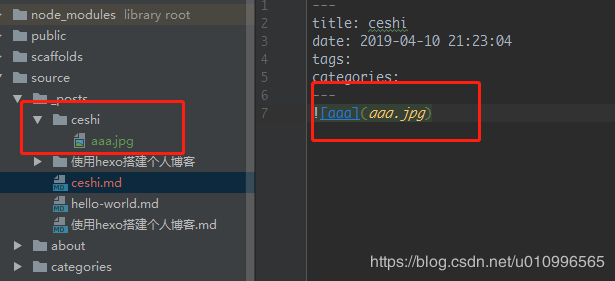 node_modules library root
public
scaffolds
source
_posts
ceshi
aaa.jpg
使用hexo搭建个人博客
ceshi.md
hello-world.md
使用hexo搭建个人博客.md
about
categories
1 ---
2 title: ceshi
3 date: 2019-04-10 21:23:04
4 tags:
5 categories:
6 ---
7 ![aaa](aaa.jpg)
https://blog.csdn.net/u010996565